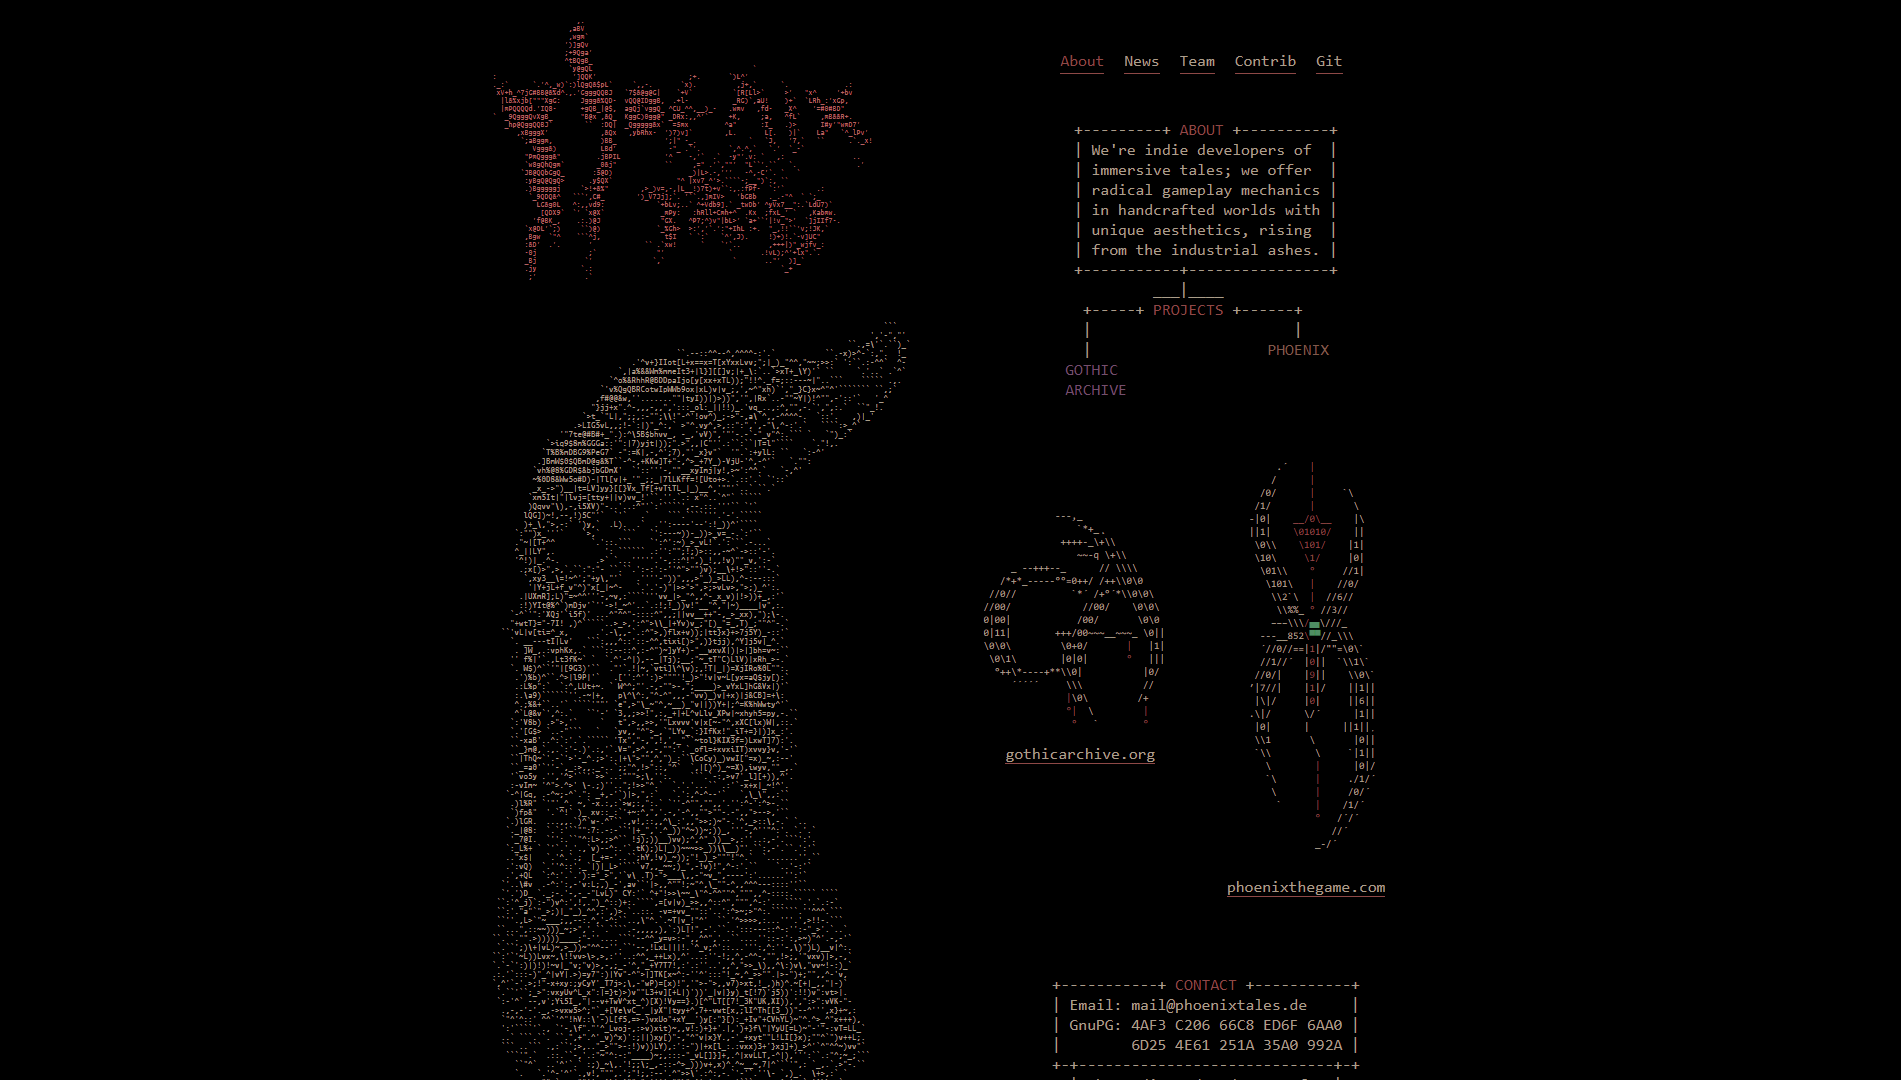 About News Team Contrib Git
ABOUT
We're indie developers of
immersive tales; we offer
radical gameplay mechanics
in handcrafted worlds with
unique aesthetics, rising
from the industrial ashes.
PROJECTS
PHOENIX
GOTHIC
ARCHIVE
gothicarchive.org
phoenixthegame.com
CONTACT
Email: mail@phoenixtales.de
GnuPG: 4AF3 C206 66C8 ED6F 6AA0
6D25 4E61 251A 35A0 992A